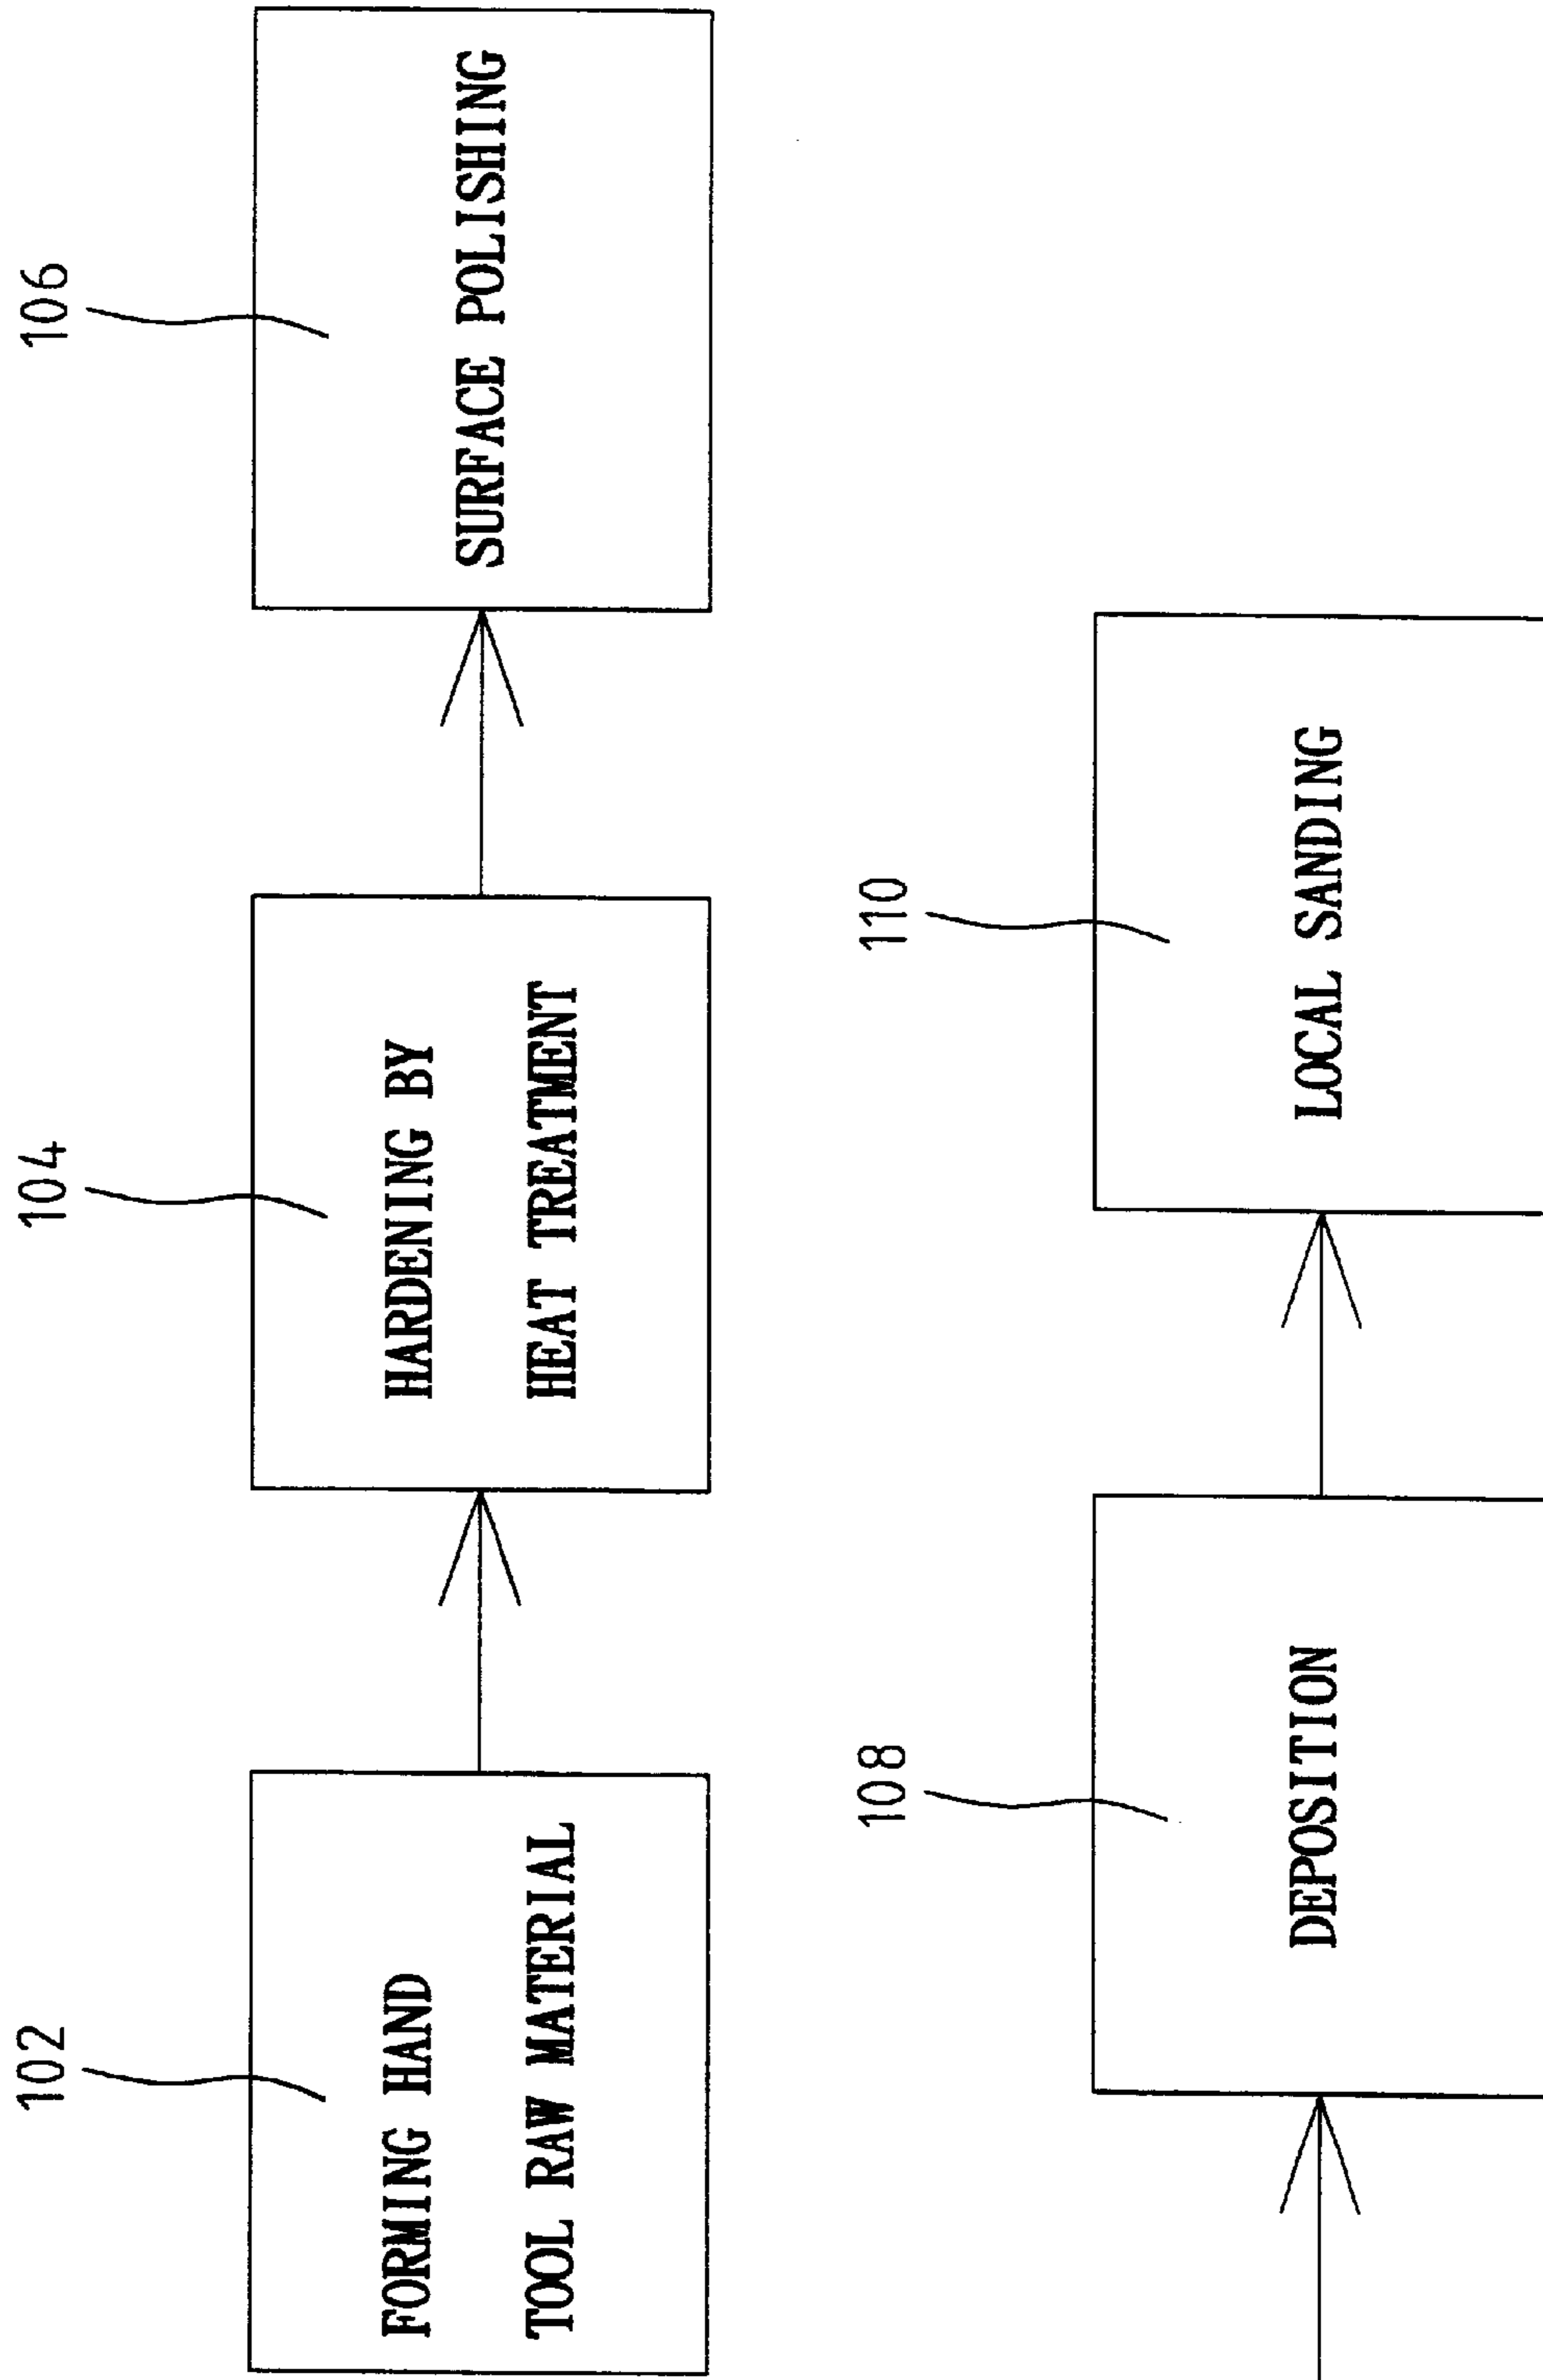 102
FORMING HAND
TOOL RAW MATERIAL
104
HARDENING BY
HEAT TREATMENT
106
SURFACE POLISHING
108
DEPOSITION
110
LOCAL SANDING